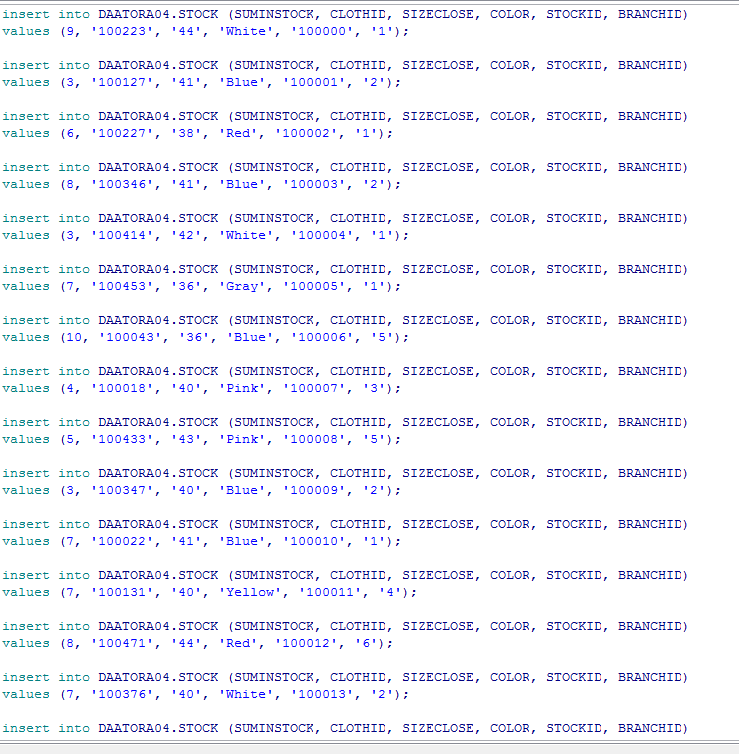 insert into DAATORA04.STOCK (SUMINSTOCK, CLOTHID, SIZECLOSE, COLOR, STOCKID, BRANCHID)
values (9, '100223', '44', 'White', '100000', '1');
insert into DAATORA04.STOCK (SUMINSTOCK, CLOTHID, SIZECLOSE, COLOR, STOCKID, BRANCHID)
values (3, '100127', '41', 'Blue', '100001', '2');
insert into DAATORA04.STOCK (SUMINSTOCK, CLOTHID, SIZECLOSE, COLOR, STOCKID, BRANCHID)
values (6, '100227', '38', 'Red', '100002', '1');
insert into DAATORA04.STOCK (SUMINSTOCK, CLOTHID, SIZECLOSE, COLOR, STOCKID, BRANCHID)
values (8, '100346', '41', 'Blue', '100003', '2');
insert into DAATORA04.STOCK (SUMINSTOCK, CLOTHID, SIZECLOSE, COLOR, STOCKID, BRANCHID)
values (3, '100414', '42', 'White', '100004', '1');
insert into DAATORA04.STOCK (SUMINSTOCK, CLOTHID, SIZECLOSE, COLOR, STOCKID, BRANCHID)
values (7, '100453', '36', 'Gray', '100005', '1');
insert into DAATORA04.STOCK (SUMINSTOCK, CLOTHID, SIZECLOSE, COLOR, STOCKID, BRANCHID)
values (10, '100043', '36', 'Blue', '100006', '5');
insert into DAATORA04.STOCK (SUMINSTOCK, CLOTHID, SIZECLOSE, COLOR, STOCKID, BRANCHID)
values (4, '100018', '40', 'Pink', '100007', '3');
insert into DAATORA04.STOCK (SUMINSTOCK, CLOTHID, SIZECLOSE, COLOR, STOCKID, BRANCHID)
values (5, '100433', '43', 'Pink', '100008', '5');
insert into DAATORA04.STOCK (SUMINSTOCK, CLOTHID, SIZECLOSE, COLOR, STOCKID, BRANCHID)
values (3, '100347', '40', 'Blue', '100009', '2');
insert into DAATORA04.STOCK (SUMINSTOCK, CLOTHID, SIZECLOSE, COLOR, STOCKID, BRANCHID)
values (7, '100022', '41', 'Blue', '100010', '1');
insert into DAATORA04.STOCK (SUMINSTOCK, CLOTHID, SIZECLOSE, COLOR, STOCKID, BRANCHID)
values (7, '100131', '40', 'Yellow', '100011', '4');
insert into DAATORA04.STOCK (SUMINSTOCK, CLOTHID, SIZECLOSE, COLOR, STOCKID, BRANCHID)
values (8, '100471', '44', 'Red', '100012', '6');
insert into DAATORA04.STOCK (SUMINSTOCK, CLOTHID, SIZECLOSE, COLOR, STOCKID, BRANCHID)
values (7, '100376', '40', 'White', '100013', '2');
insert into DAATORA04.STOCK (SUMINSTOCK, CLOTHID, SIZECLOSE, COLOR, STOCKID, BRANCHID)